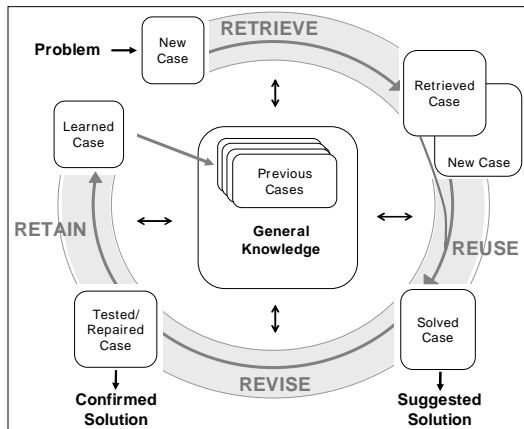 RETRIEVE
Problem
New
Case
Retrieved
Case
New Case
Learned
Case
Previous
Cases
General
Knowledge
RETAIN
REUSE
Tested/
Repaired
Case
Solved
Case
REVISE
Confirmed
Solution
Suggested
Solution